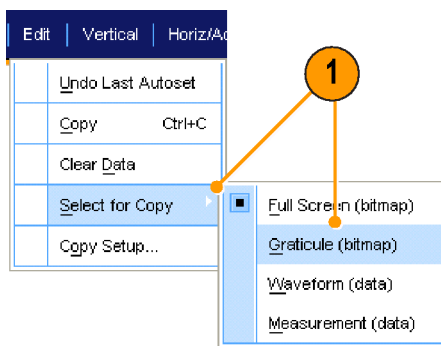 Edit Vertical Horiz/Ac
Undo Last Autoset
Copy Ctrl+C
Clear Data
Select for Copy
Copy Setup...
1
Full Screen (bitmap)
Graticule (bitmap)
Waveform (data)
Measurement (data)